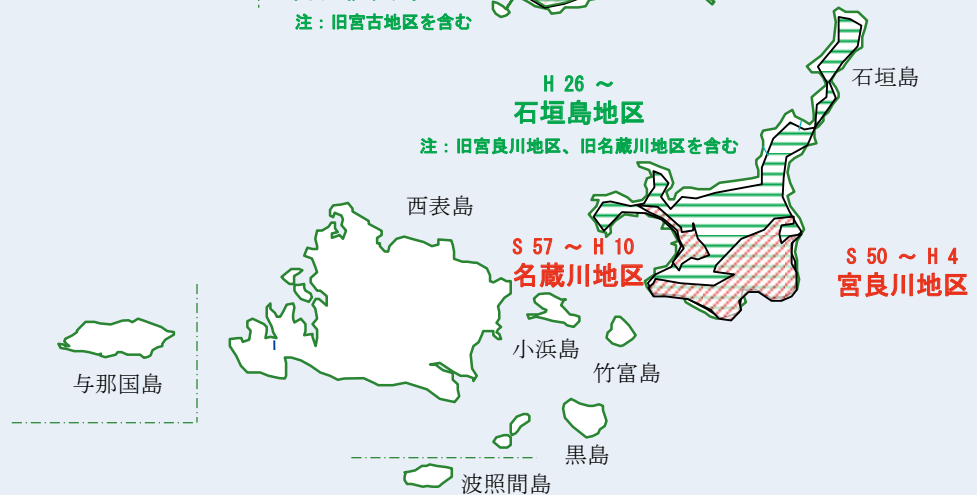 注：旧宮古地区を含む
石垣島
H 26 ～
石垣島地区
注：旧宮良川地区、旧名蔵川地区を含む
西表島
S 57 ～ H 10
名蔵川地区
S 50 ～ H 4
宮良川地区
小浜島
竹富島
与那国島
黒島
波照間島